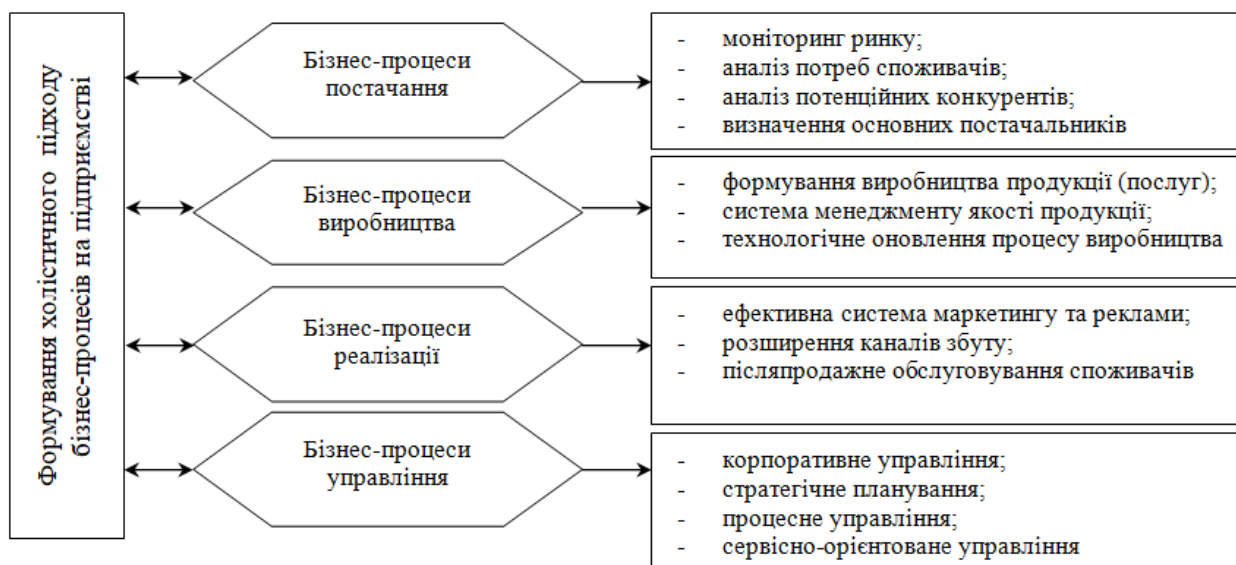 Формування холістичного підходу
бізнес-процесів на підприємстві
Бізнес-процеси
постачання
- моніторинг ринку;
- аналіз потреб споживачів;
- аналіз потенційних конкурентів;
- визначення основних постачальників
Бізнес-процеси
виробництва
- формування виробництва продукції (послуг);
- система менеджменту якості продукції;
- технологічне оновлення процесу виробництва
Бізнес-процеси
реалізації
- ефективна система маркетингу та реклами;
- розширення каналів збуту;
- післяпродажне обслуговування споживачів
Бізнес-процеси
управління
- корпоративне управління;
- стратегічне планування;
- процесне управління;
- сервісно-орієнтоване управління